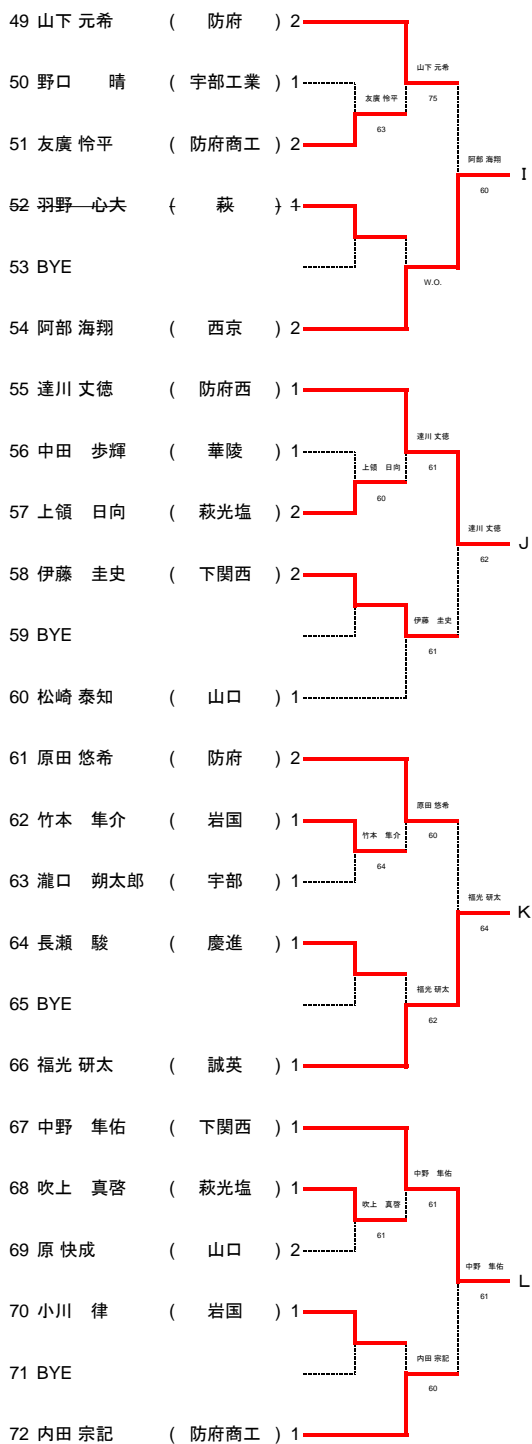 49 山下 元希 ( 防府 ) 2
山下 元希
50 野口 晴 ( 宇部工業 ) 1
友廣 怜平
75
63
51 友廣 怜平 ( 防府商工 ) 2
阿部 海翔
I
60
52 羽野 心大 ( 萩 ) 1
53 BYE
W.O.
54 阿部 海翔 ( 西京 ) 2
55 達川 丈徳 ( 防府西 ) 1
達川 丈徳
56 中田 歩輝 ( 華陵 ) 1
上領 日向
61
60
57 上領 日向 ( 萩光塩 ) 2
達川 丈徳
J
62
58 伊藤 圭史 ( 下関西 ) 2
伊藤 圭史
59 BYE
61
60 松崎 泰知 ( 山口 ) 1
61 原田 悠希 ( 防府 ) 2
原田 悠希
62 竹本 隼介 ( 岩国 ) 1
竹本 隼介
60
64
63 瀧口 朔太郎 ( 宇部 ) 1
福光 研太
K
64
64 長瀬 駿 ( 慶進 ) 1
福光 研太
65 BYE
62
66 福光 研太 ( 誠英 ) 1
67 中野 隼佑 ( 下関西 ) 1
中野 隼佑
68 吹上 真啓 ( 萩光塩 ) 1
吹上 真啓
61
61
69 原 快成 ( 山口 ) 2
中野 隼佑
L
61
70 小川 律 ( 岩国 ) 1
内田 宗記
71 BYE
60
72 内田 宗記 ( 防府商工 ) 1